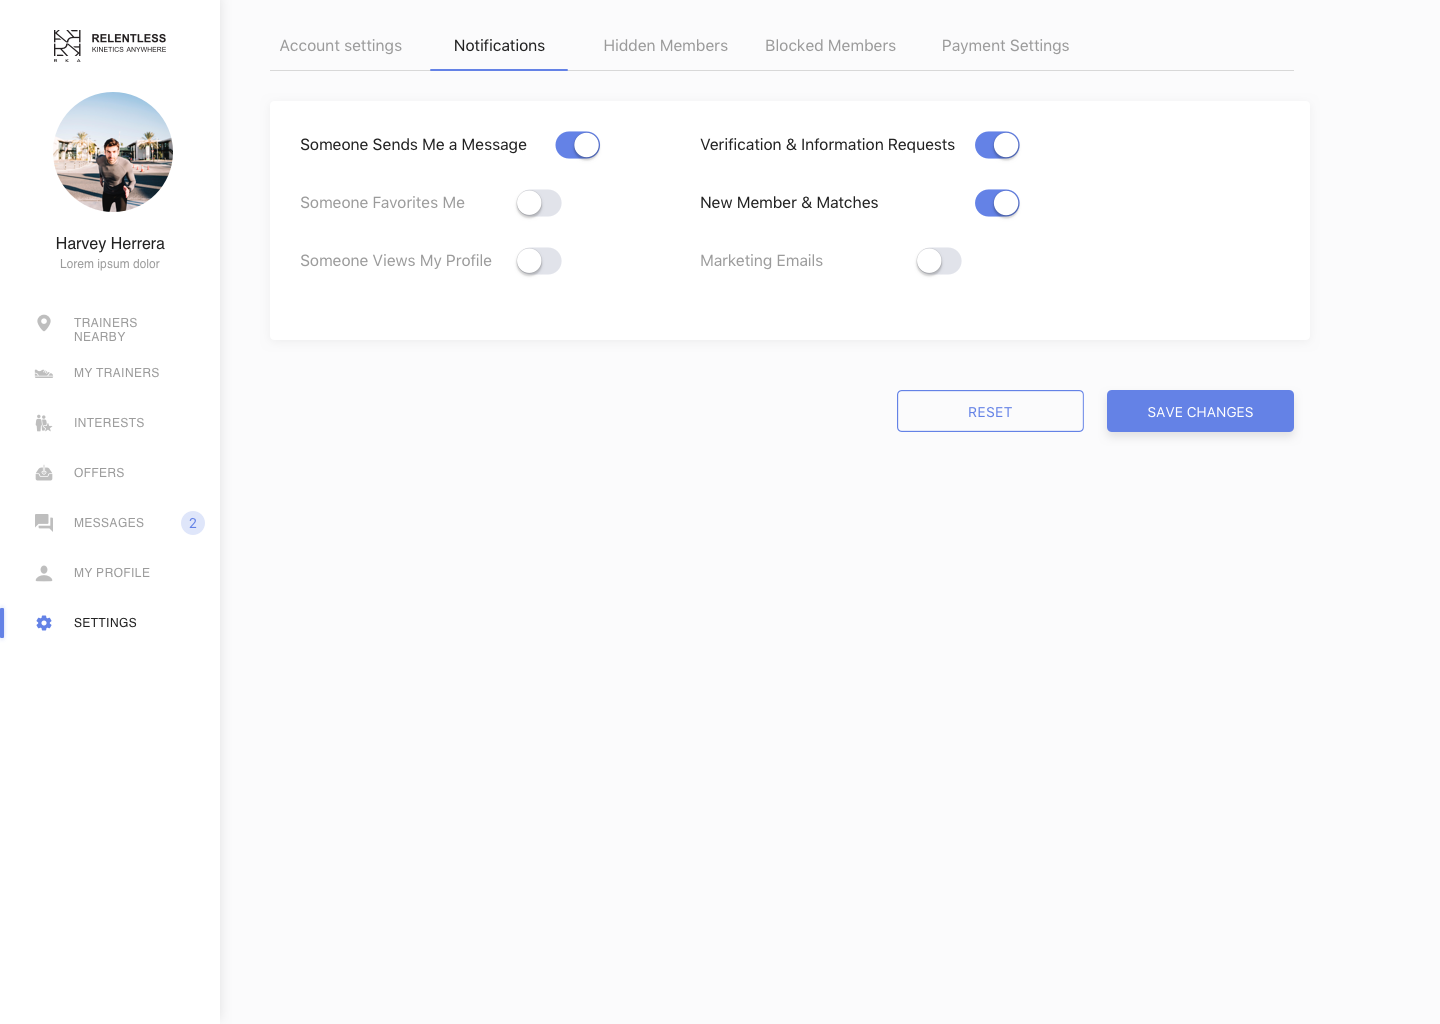 RELENTLESS
KINETICS ANYWHERE
R K A
Harvey Herrera
Lorem ipsum dolor
TRAINERS
NEARBY
MY TRAINERS
INTERESTS
OFFERS
MESSAGES 2
MY PROFILE
SETTINGS
Account settings Notifications Hidden Members Blocked Members Payment Settings
Someone Sends Me a Message Verification & Information Requests
Someone Favorites Me New Member & Matches
Someone Views My Profile Marketing Emails
RESET SAVE CHANGES